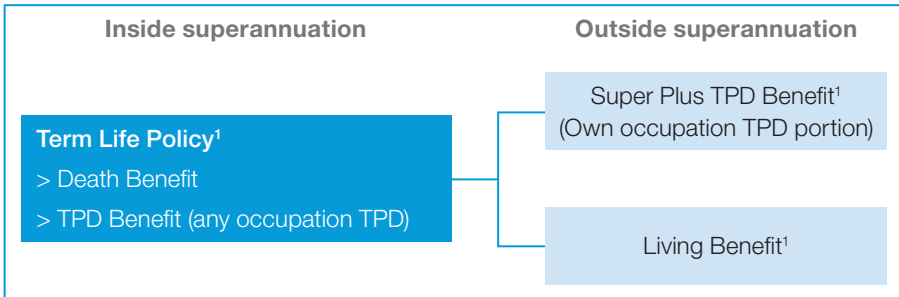 Inside superannuation
Outside superannuation
Term Life Policy¹
> Death Benefit
> TPD Benefit (any occupation TPD)
Super Plus TPD Benefit¹
(Own occupation TPD portion)
Living Benefit¹